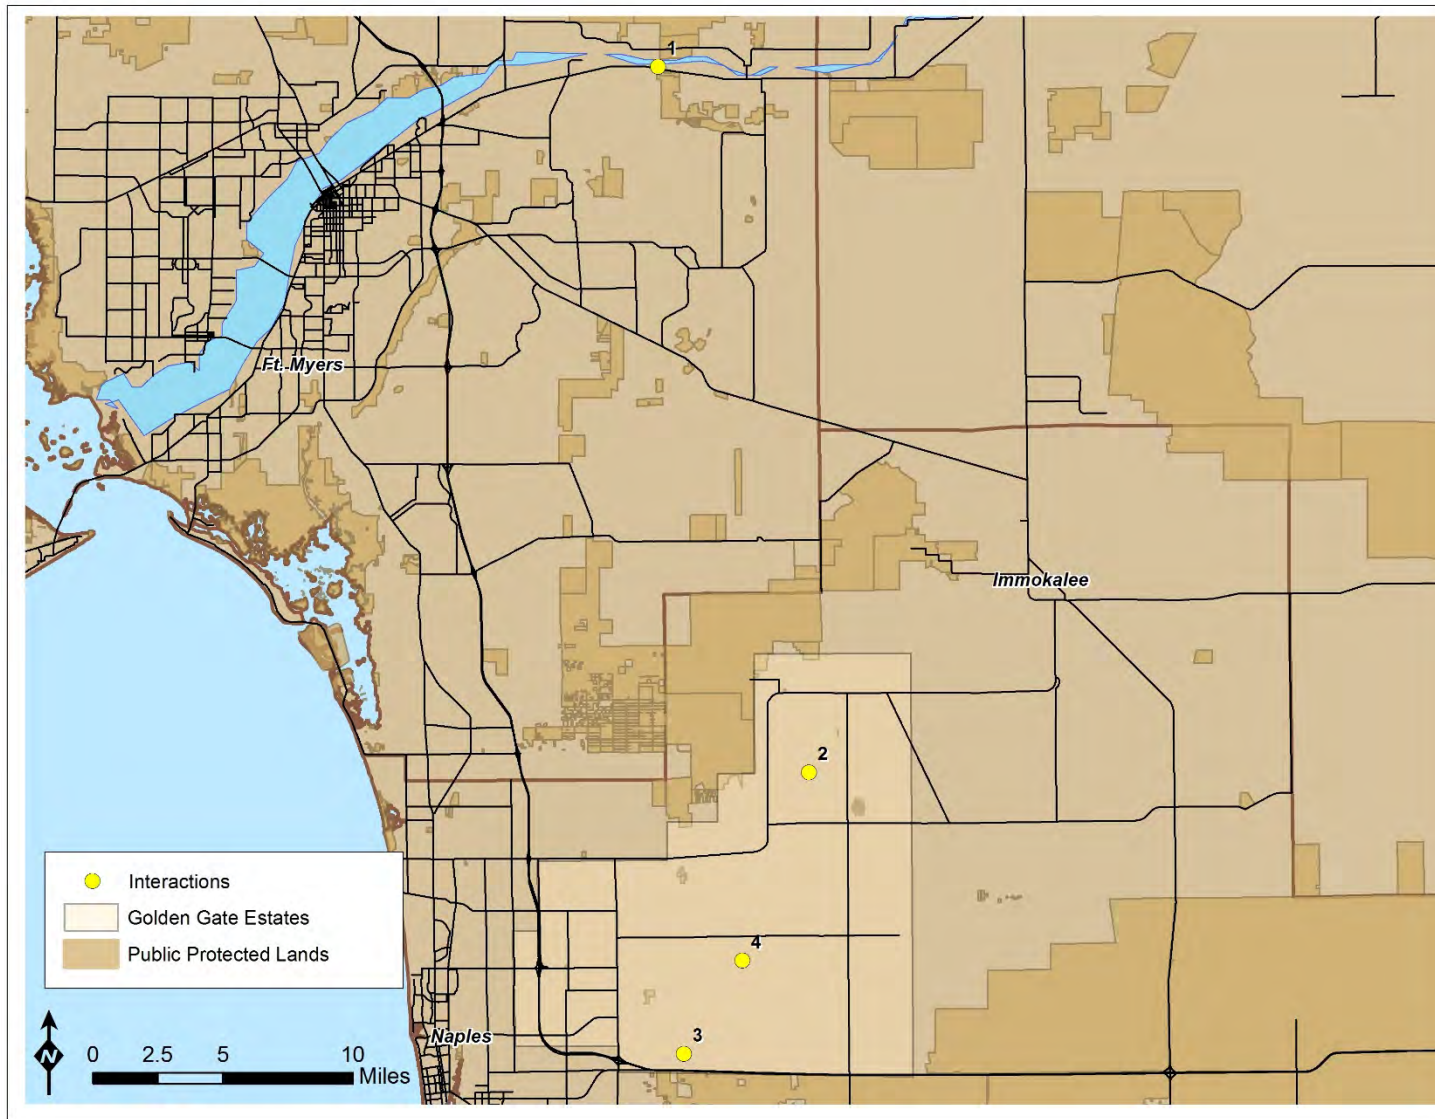 1
Ft. Myers
Immokalee
2
Interactions
Golden Gate Estates
Public Protected Lands
4
Naples
3
N
0 2.5 5 10
Miles